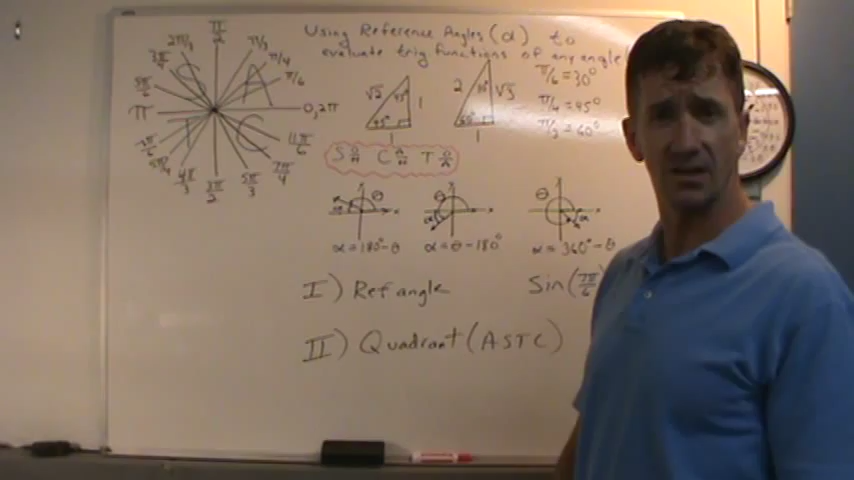 Using Reference Angles (α) to
evaluate trig functions of any angle!
π/2
2π/3
π/3
3π/4
π/4
5π/6
π/6
S
A
π
0,2π
T
C
7π/6
11π/6
5π/4
7π/4
4π/3
3π/2
5π/3
√2
45°
1
45°
1
2
30°
√3
60°
1
π/6 = 30°
π/4 = 45°
π/3 = 60°
S O/H C A/H T O/A
y θ α x
y θ α x
y θ α x
α = 180° - θ
α = θ - 180°
α = 360° - θ
I) Ref angle
Sin(7π/6
II) Quadrant (ASTC)